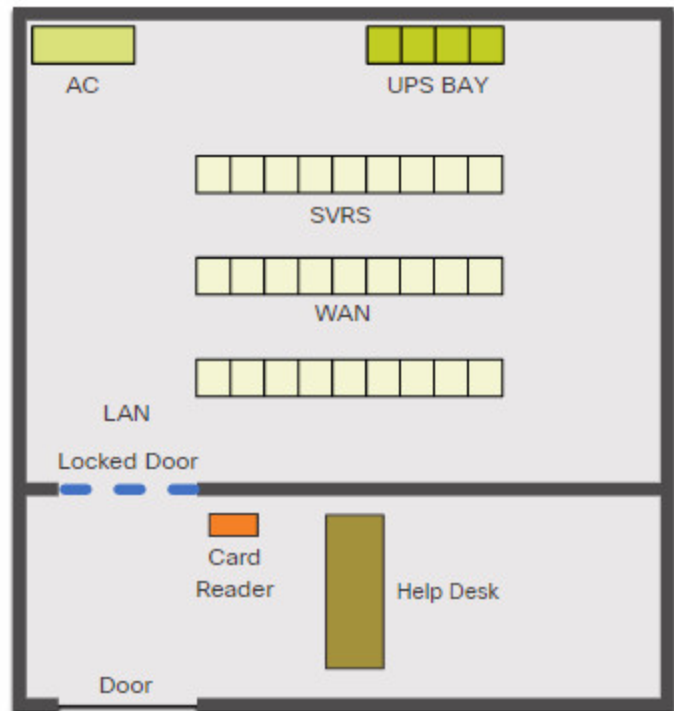 AC
UPS BAY
SVRS
WAN
LAN
Locked Door
Card
Reader
Help Desk
Door